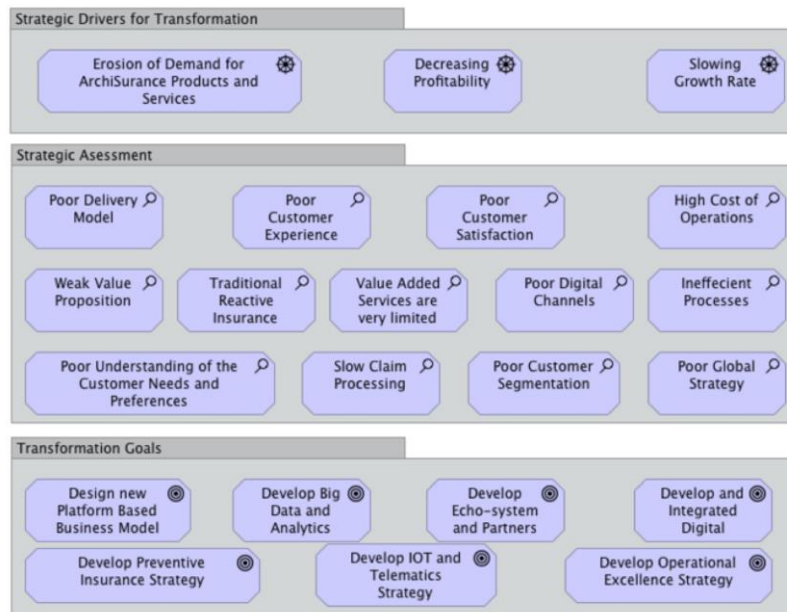 Strategic Drivers for Transformation
Erosion of Demand for
ArchiSurance Products and
Services
Decreasing
Profitability
Slowing
Growth Rate
Strategic Asessment
Poor Delivery
Model
Poor
Customer
Experience
Poor
Customer
Satisfaction
High Cost of
Operations
Weak Value
Proposition
Traditional
Reactive
Insurance
Value Added
Services are
very limited
Poor Digital
Channels
Ineffecient
Processes
Poor Understanding of the
Customer Needs and
Preferences
Slow Claim
Processing
Poor Customer
Segmentation
Poor Global
Strategy
Transformation Goals
Design new
Platform Based
Business Model
Develop Big
Data and
Analytics
Develop
Echo-system
and Partners
Develop and
Integrated
Digital
Develop Preventive
Insurance Strategy
Develop IOT and
Telematics
Strategy
Develop Operational
Excellence Strategy